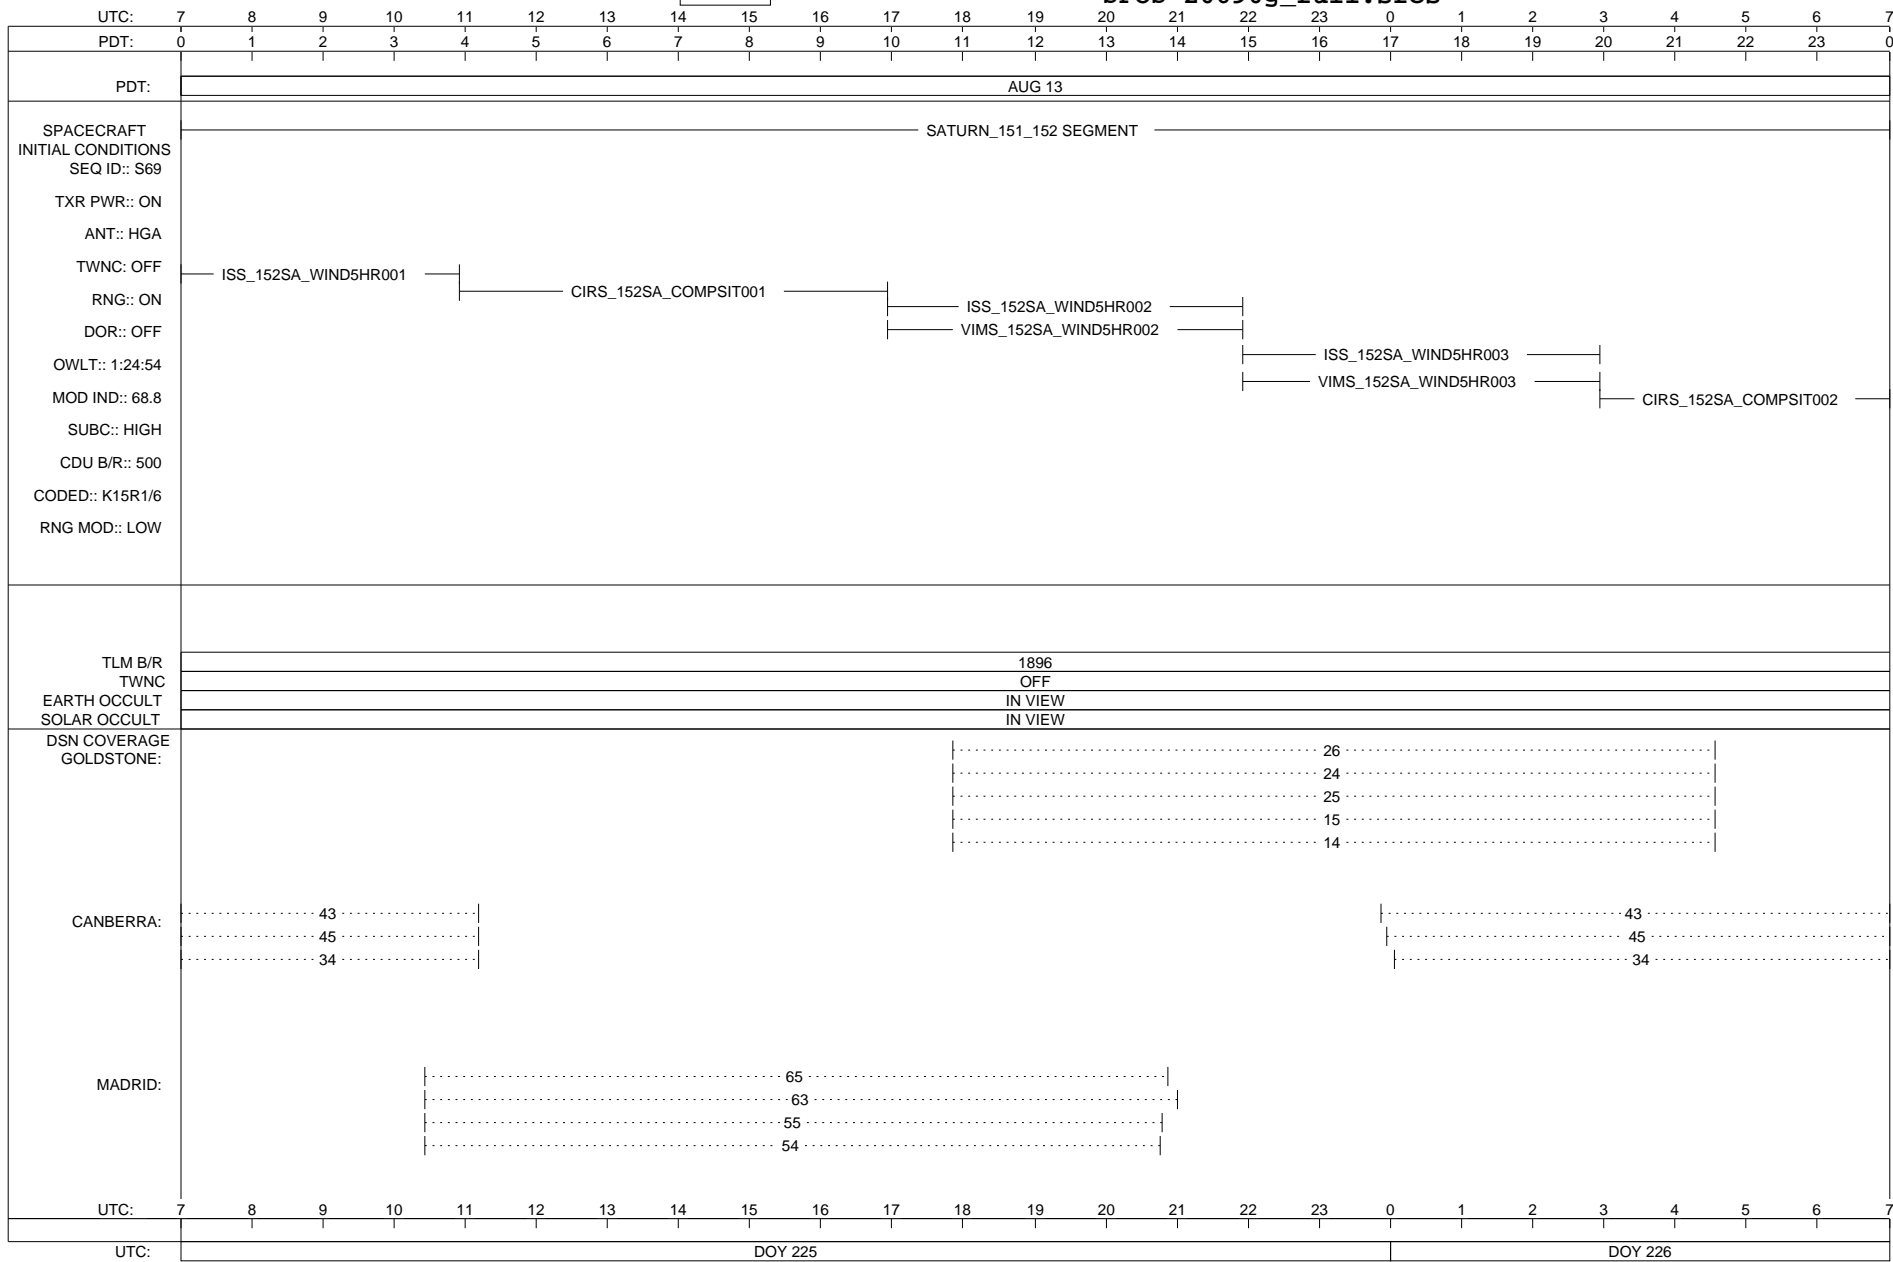 UTC: 7 8 9 10 11 12 13 14 15 16 17 18 19 20 21 22 23 0 1 2 3 4 5 6 7
PDT: 0 1 2 3 4 5 6 7 8 9 10 11 12 13 14 15 16 17 18 19 20 21 22 23 0
PDT: AUG 13
SPACECRAFT
INITIAL CONDITIONS
SATURN_151_152 SEGMENT
SEQ ID:: S69
TXR PWR:: ON
ANT:: HGA
TWNC: OFF
ISS_152SA_WIND5HR001
CIRS_152SA_COMPSIT001
RNG:: ON
ISS_152SA_WIND5HR002
DOR:: OFF
VIMS_152SA_WIND5HR002
ISS_152SA_WIND5HR003
OWLT:: 1:24:54
VIMS_152SA_WIND5HR003
MOD IND:: 68.8
CIRS_152SA_COMPSIT002
SUBC:: HIGH
CDU B/R:: 500
CODED:: K15R1/6
RNG MOD:: LOW
TLM B/R 1896
TWNC OFF
EARTH OCCULT IN VIEW
SOLAR OCCULT IN VIEW
DSN COVERAGE
GOLDSTONE:
26
24
25
15
14
CANBERRA:
43 43
45 45
34 34
MADRID:
65
63
55
54
UTC: 7 8 9 10 11 12 13 14 15 16 17 18 19 20 21 22 23 0 1 2 3 4 5 6 7
UTC: DOY 225 DOY 226